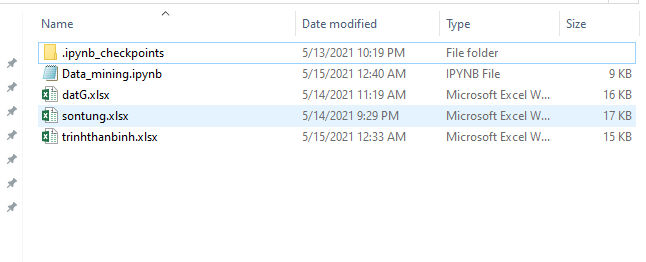 Name Date modified Type Size
.ipynb_checkpoints 5/13/2021 10:19 PM File folder
Data_mining.ipynb 5/15/2021 12:40 AM IPYNB File 9 KB
datG.xlsx 5/14/2021 11:19 AM Microsoft Excel W... 16 KB
sontung.xlsx 5/14/2021 9:29 PM Microsoft Excel W... 17 KB
trinhthanbinh.xlsx 5/15/2021 12:33 AM Microsoft Excel W... 15 KB